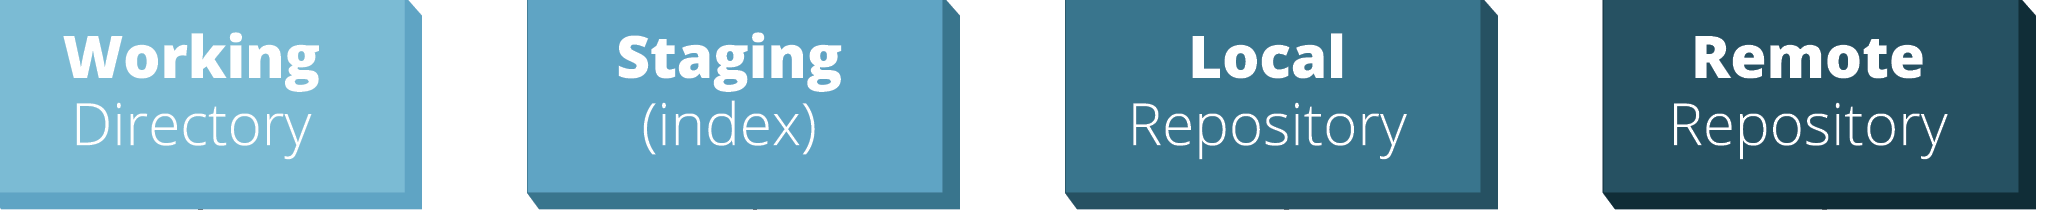 Working
Directory
Staging
(index)
Local
Repository
Remote
Repository